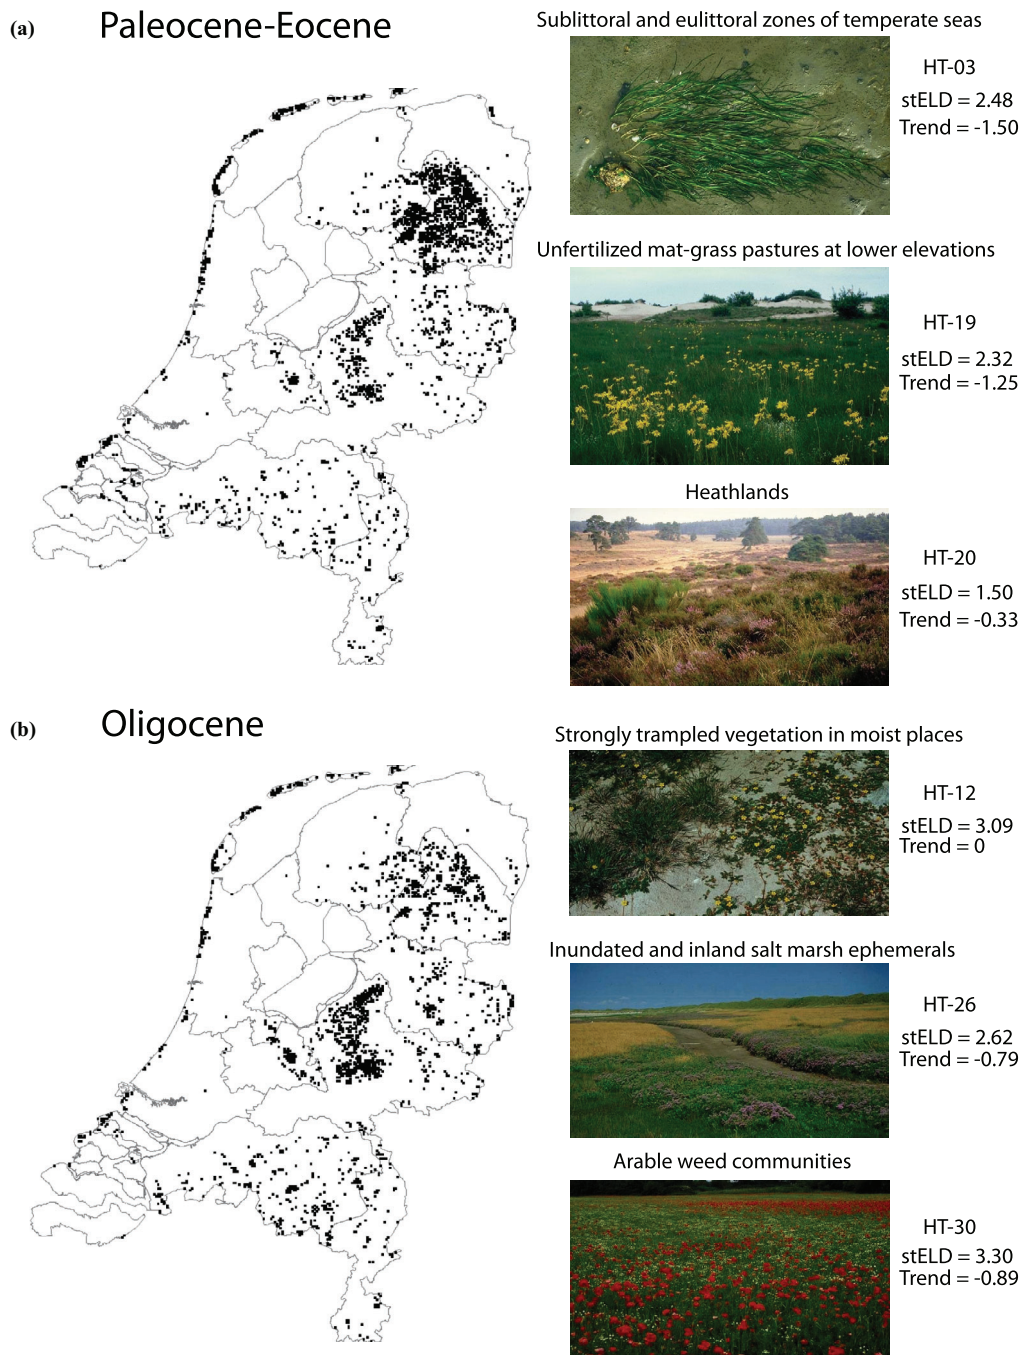 (a)
Paleocene-Eocene
Sublittoral and eulittoral zones of temperate seas
HT-03
stELD = 2.48
Trend = -1.50
Unfertilized mat-grass pastures at lower elevations
HT-19
stELD = 2.32
Trend = -1.25
Heathlands
HT-20
stELD = 1.50
Trend = -0.33
(b)
Oligocene
Strongly trampled vegetation in moist places
HT-12
stELD = 3.09
Trend = 0
Inundated and inland salt marsh ephemerals
HT-26
stELD = 2.62
Trend = -0.79
Arable weed communities
HT-30
stELD = 3.30
Trend = -0.89